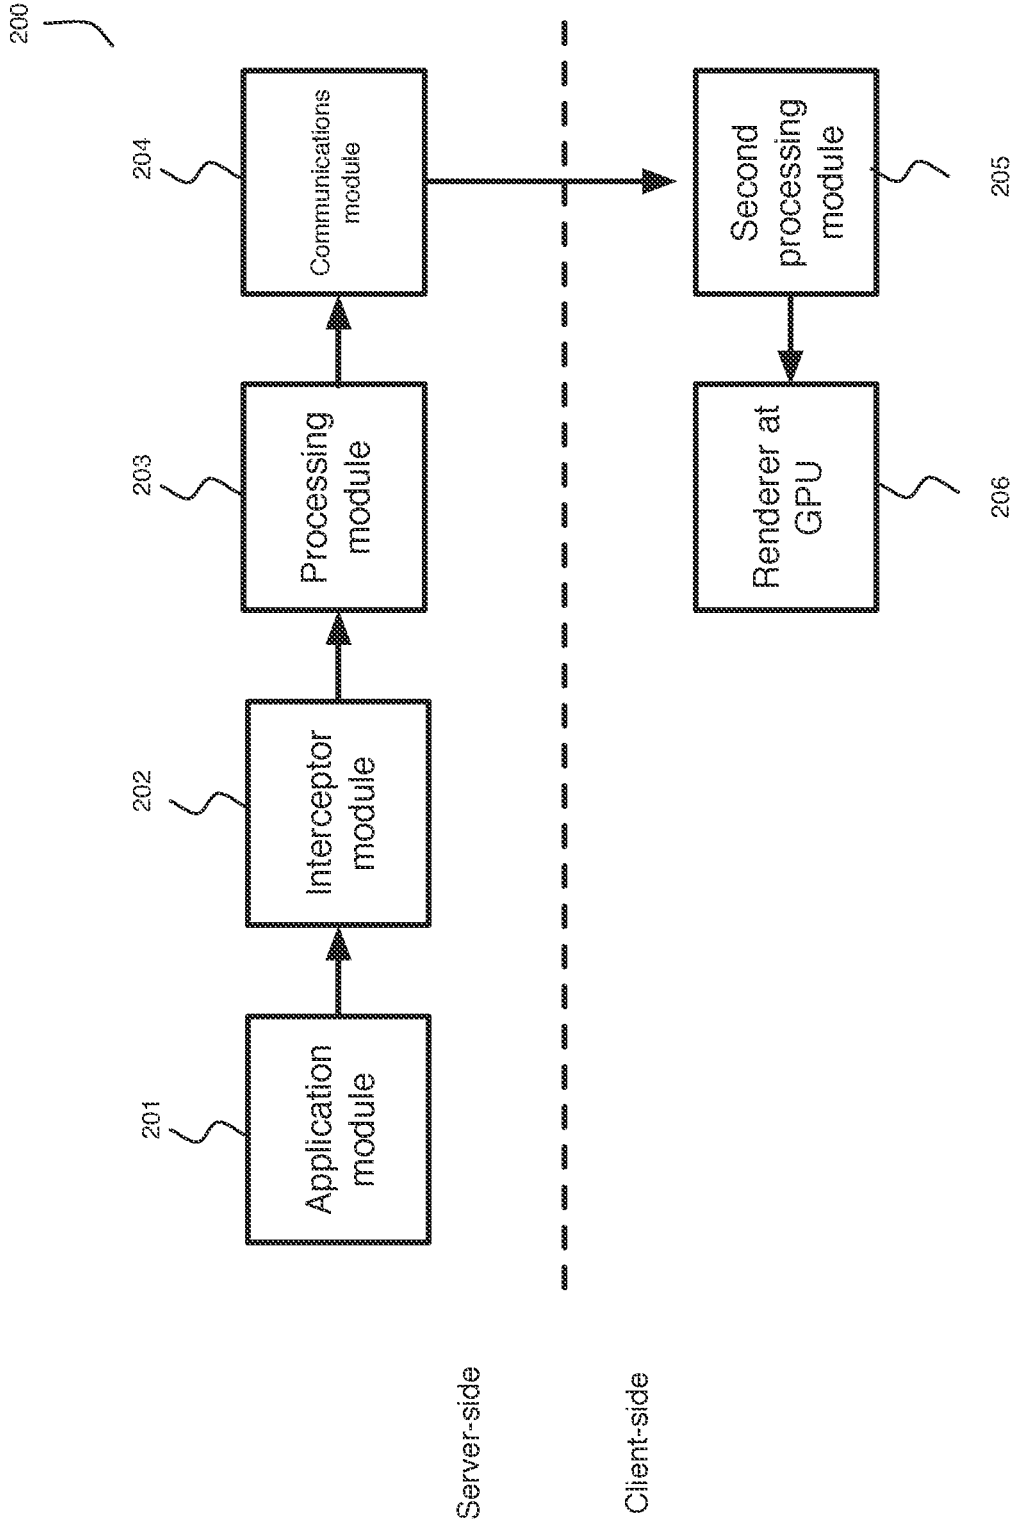 200
201
202
203
204
Application
module
Interceptor
module
Processing
module
Communications
module
Server-side
Client-side
Renderer at
GPU
Second
processing
module
206
205